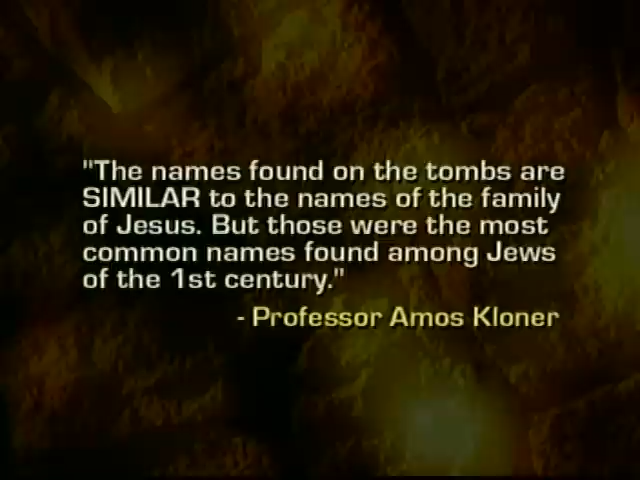 "The names found on the tombs are
SIMILAR to the names of the family
of Jesus. But those were the most
common names found among Jews
of the 1st century."
- Professor Amos Kloner